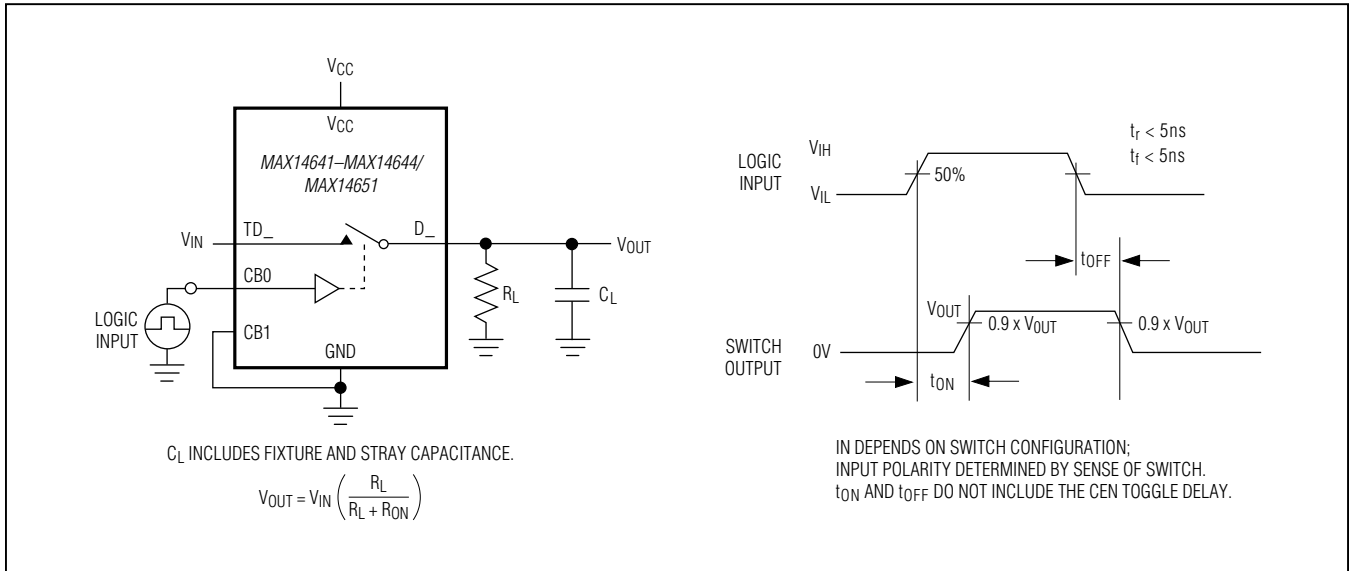 VCC
VCC
MAX14641–MAX14644/
MAX14651
VIN
TD_
D_
VOUT
CB0
RL
CL
LOGIC
INPUT
CB1
GND
CL INCLUDES FIXTURE AND STRAY CAPACITANCE.
VOUT = VIN ( RL / RL + RON )
LOGIC
INPUT
VIH
VIL
50%
tr < 5ns
tf < 5ns
tOFF
VOUT
0.9 x VOUT
0.9 x VOUT
SWITCH
OUTPUT
0V
tON
IN DEPENDS ON SWITCH CONFIGURATION;
INPUT POLARITY DETERMINED BY SENSE OF SWITCH.
tON AND tOFF DO NOT INCLUDE THE CEN TOGGLE DELAY.